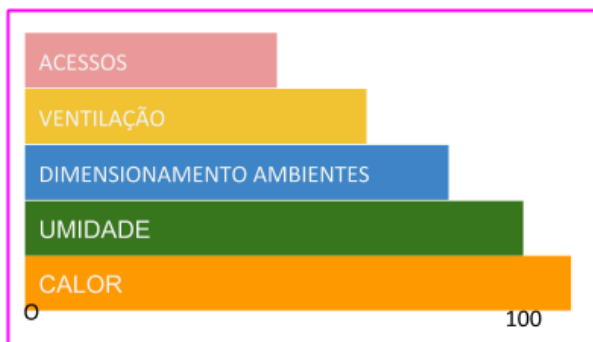 ACESSOS
VENTILAÇÃO
DIMENSIONAMENTO AMBIENTES
UMIDADE
CALOR
O 100